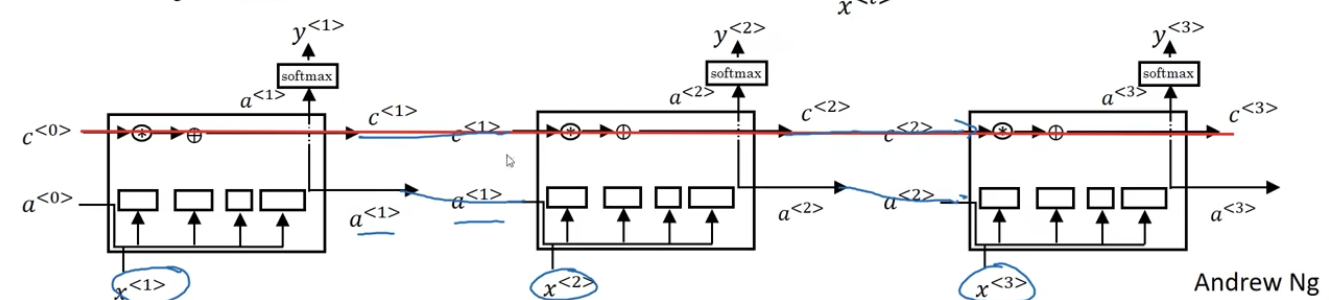 x<t>
y<1> y<2> y<3>
softmax softmax softmax
a<1> a<2> a<3>
c<0> c<1> c<1> c<2> c<2> c<3>
* ⊕ * ⊕ * ⊕
a<0> a<1> a<1> a<2> a<2> a<3>
x<1> x<2> x<3>
Andrew Ng